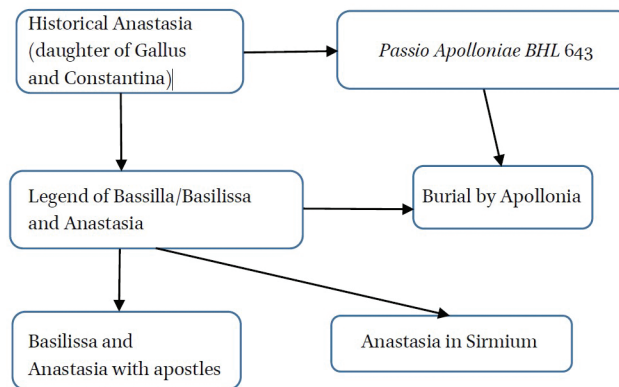 Historical Anastasia
(daughter of Gallus
and Constantina)
Passio Apolloniae BHL 643
Legend of Bassilla/Basilissa
and Anastasia
Burial by Apollonia
Basilissa and
Anastasia with apostles
Anastasia in Sirmium